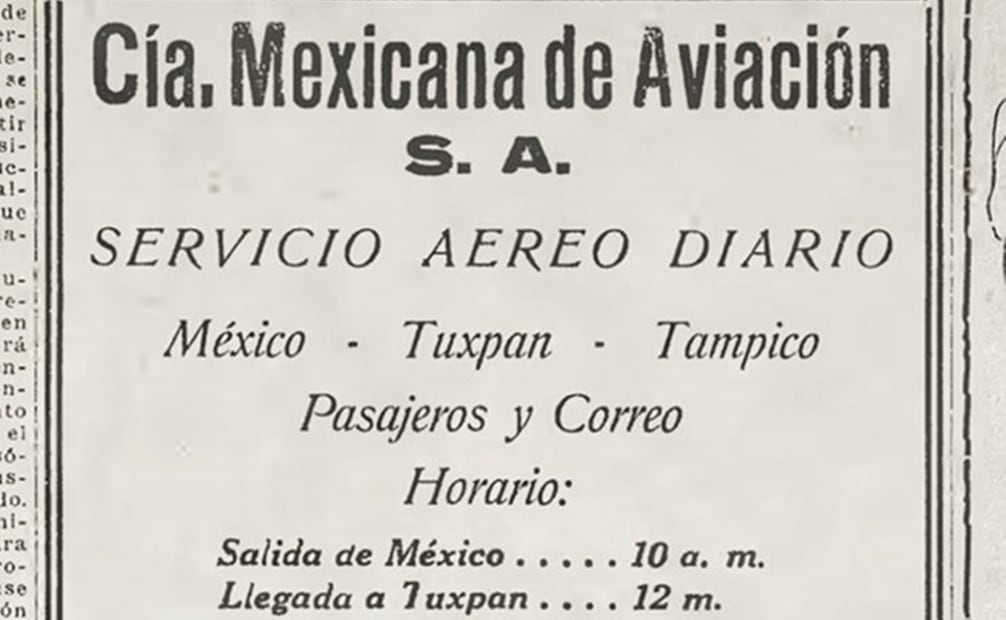 Cía. Mexicana de Aviación
S. A.
SERVICIO AEREO DIARIO
México - Tuxpan - Tampico
Pasajeros y Correo
Horario:
Salida de México ..... 10 a. m.
Llegada a Tuxpan .... 12 m.